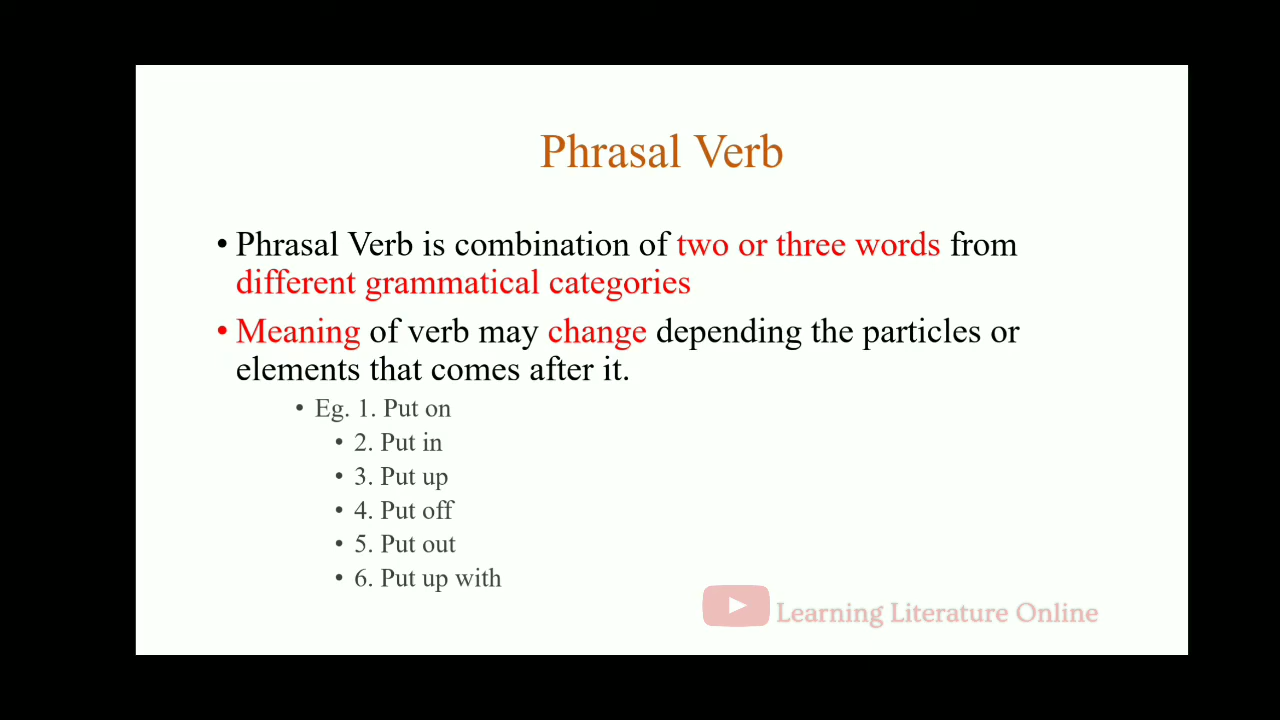 Phrasal Verb
• Phrasal Verb is combination of two or three words from
different grammatical categories
• Meaning of verb may change depending the particles or
elements that comes after it.
• Eg. 1. Put on
• 2. Put in
• 3. Put up
• 4. Put off
• 5. Put out
• 6. Put up with
Learning Literature Online